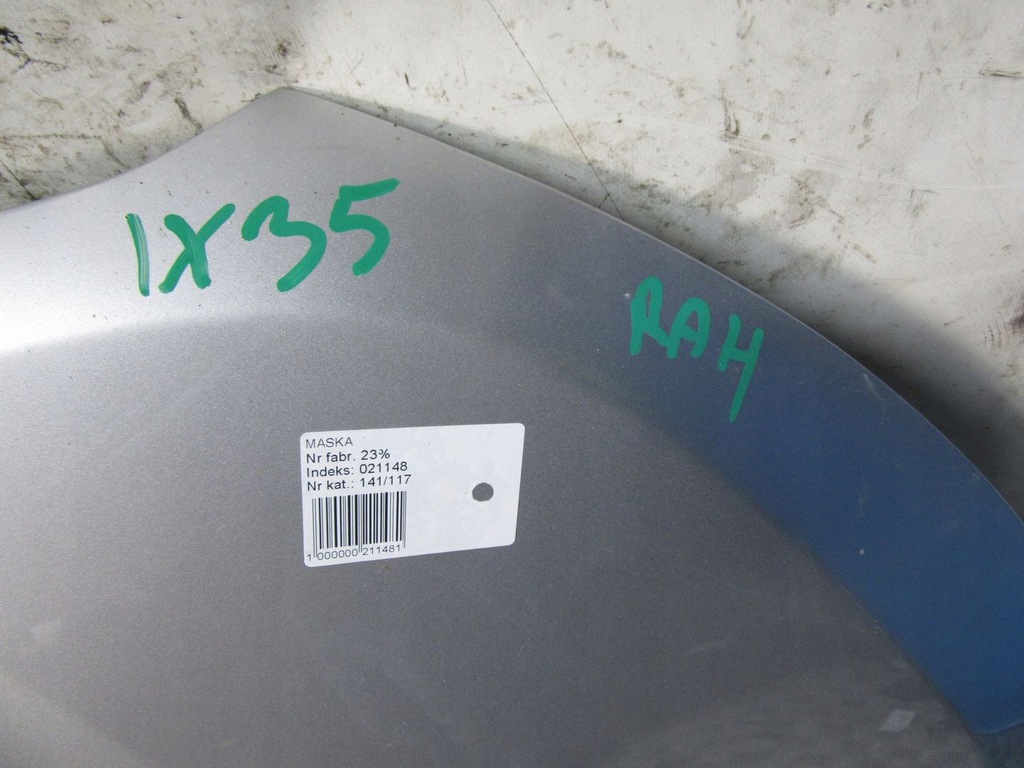 IX35
RAH
MASKA
Nr fabr. 23%
Indeks: 021148
Nr kat.: 141/117
1 000000 211481